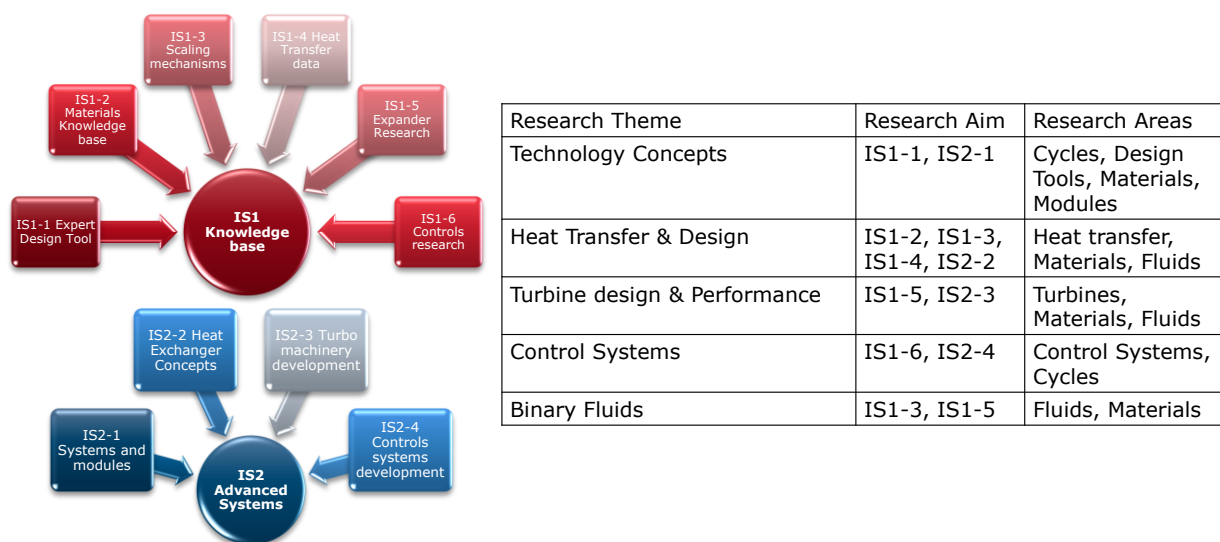 IS1-3
Scaling
mechanisms
IS1-4 Heat
Transfer
data
IS1-2
Materials
Knowledge
base
IS1-5
Expander
Research
IS1-1 Expert
Design Tool
IS1
Knowledge
base
IS1-6
Controls
research
IS2-2 Heat
Exchanger
Concepts
IS2-3 Turbo
machinery
development
IS2-1
Systems and
modules
IS2-4
Controls
systems
development
IS2
Advanced
Systems
Research Theme Research Aim Research Areas
Technology Concepts IS1-1, IS2-1 Cycles, Design
Tools, Materials,
Modules
Heat Transfer & Design IS1-2, IS1-3, Heat transfer,
IS1-4, IS2-2 Materials, Fluids
Turbine design & Performance IS1-5, IS2-3 Turbines,
Materials, Fluids
Control Systems IS1-6, IS2-4 Control Systems,
Cycles
Binary Fluids IS1-3, IS1-5 Fluids, Materials